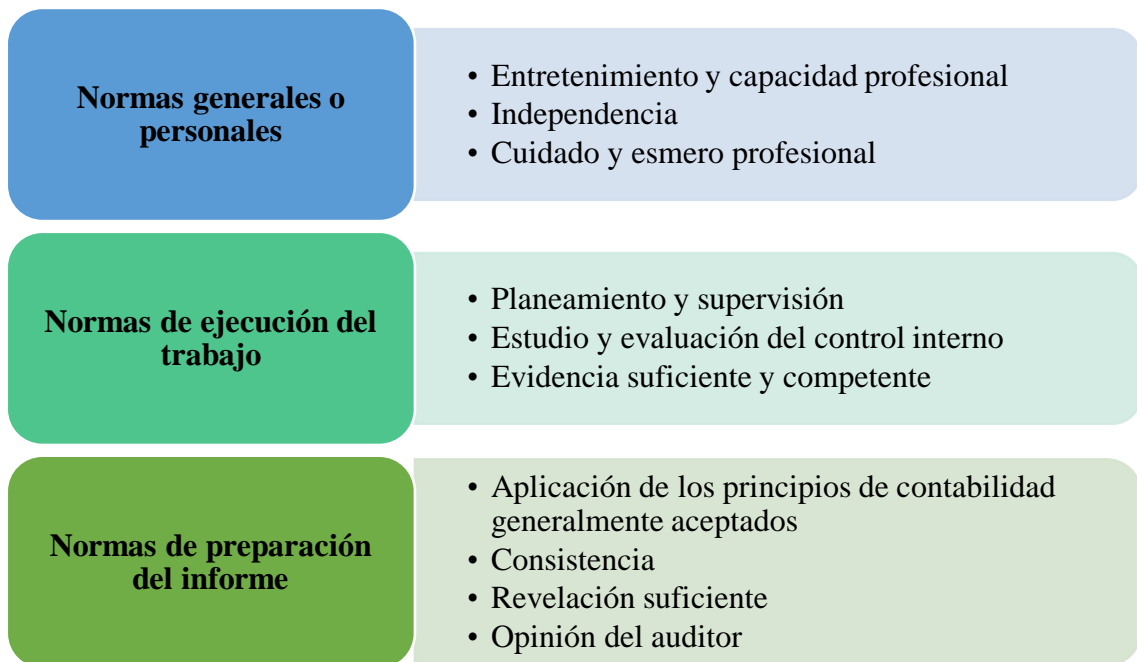 Normas generales o
personales
• Entretenimiento y capacidad profesional
• Independencia
• Cuidado y esmero profesional
Normas de ejecución del
trabajo
• Planeamiento y supervisión
• Estudio y evaluación del control interno
• Evidencia suficiente y competente
Normas de preparación
del informe
• Aplicación de los principios de contabilidad
generalmente aceptados
• Consistencia
• Revelación suficiente
• Opinión del auditor